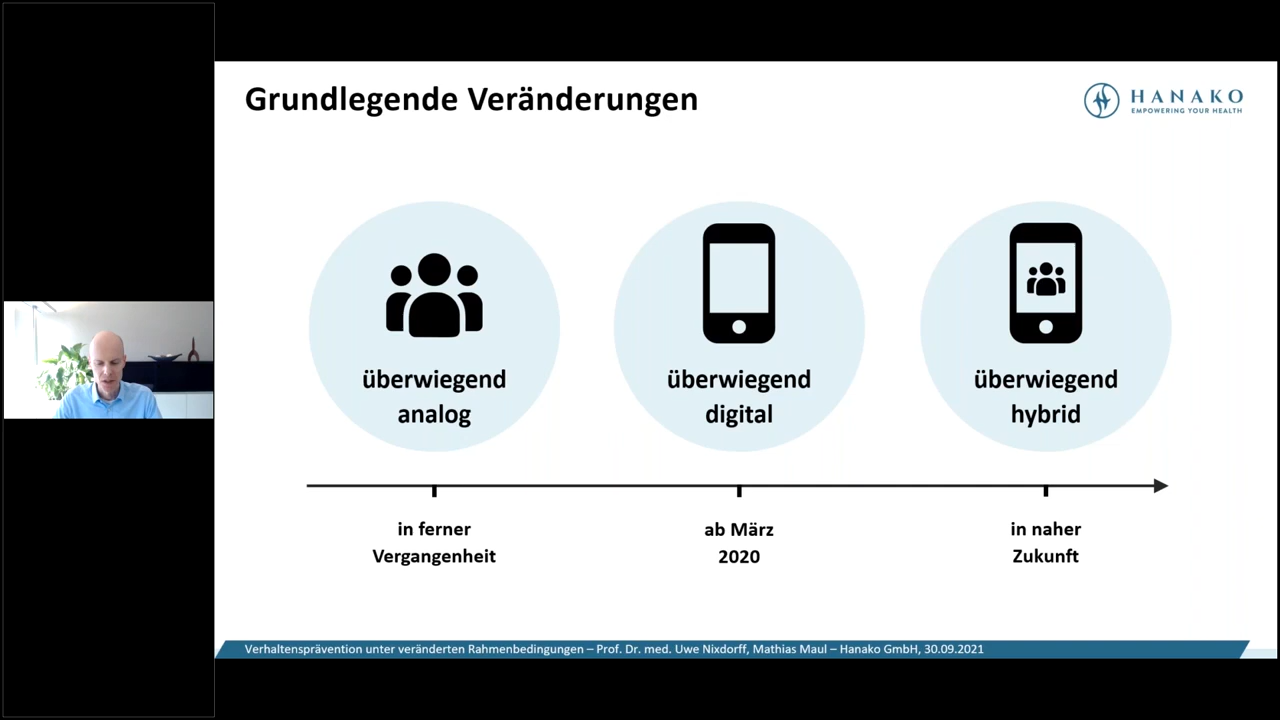 Grundlegende Veränderungen
HANAKO
EMPOWERING YOUR HEALTH
überwiegend
analog
überwiegend
digital
überwiegend
hybrid
in ferner
Vergangenheit
ab März
2020
in naher
Zukunft
Verhaltensprävention unter veränderten Rahmenbedingungen – Prof. Dr. med. Uwe Nixdorff, Mathias Maul – Hanako GmbH, 30.09.2021